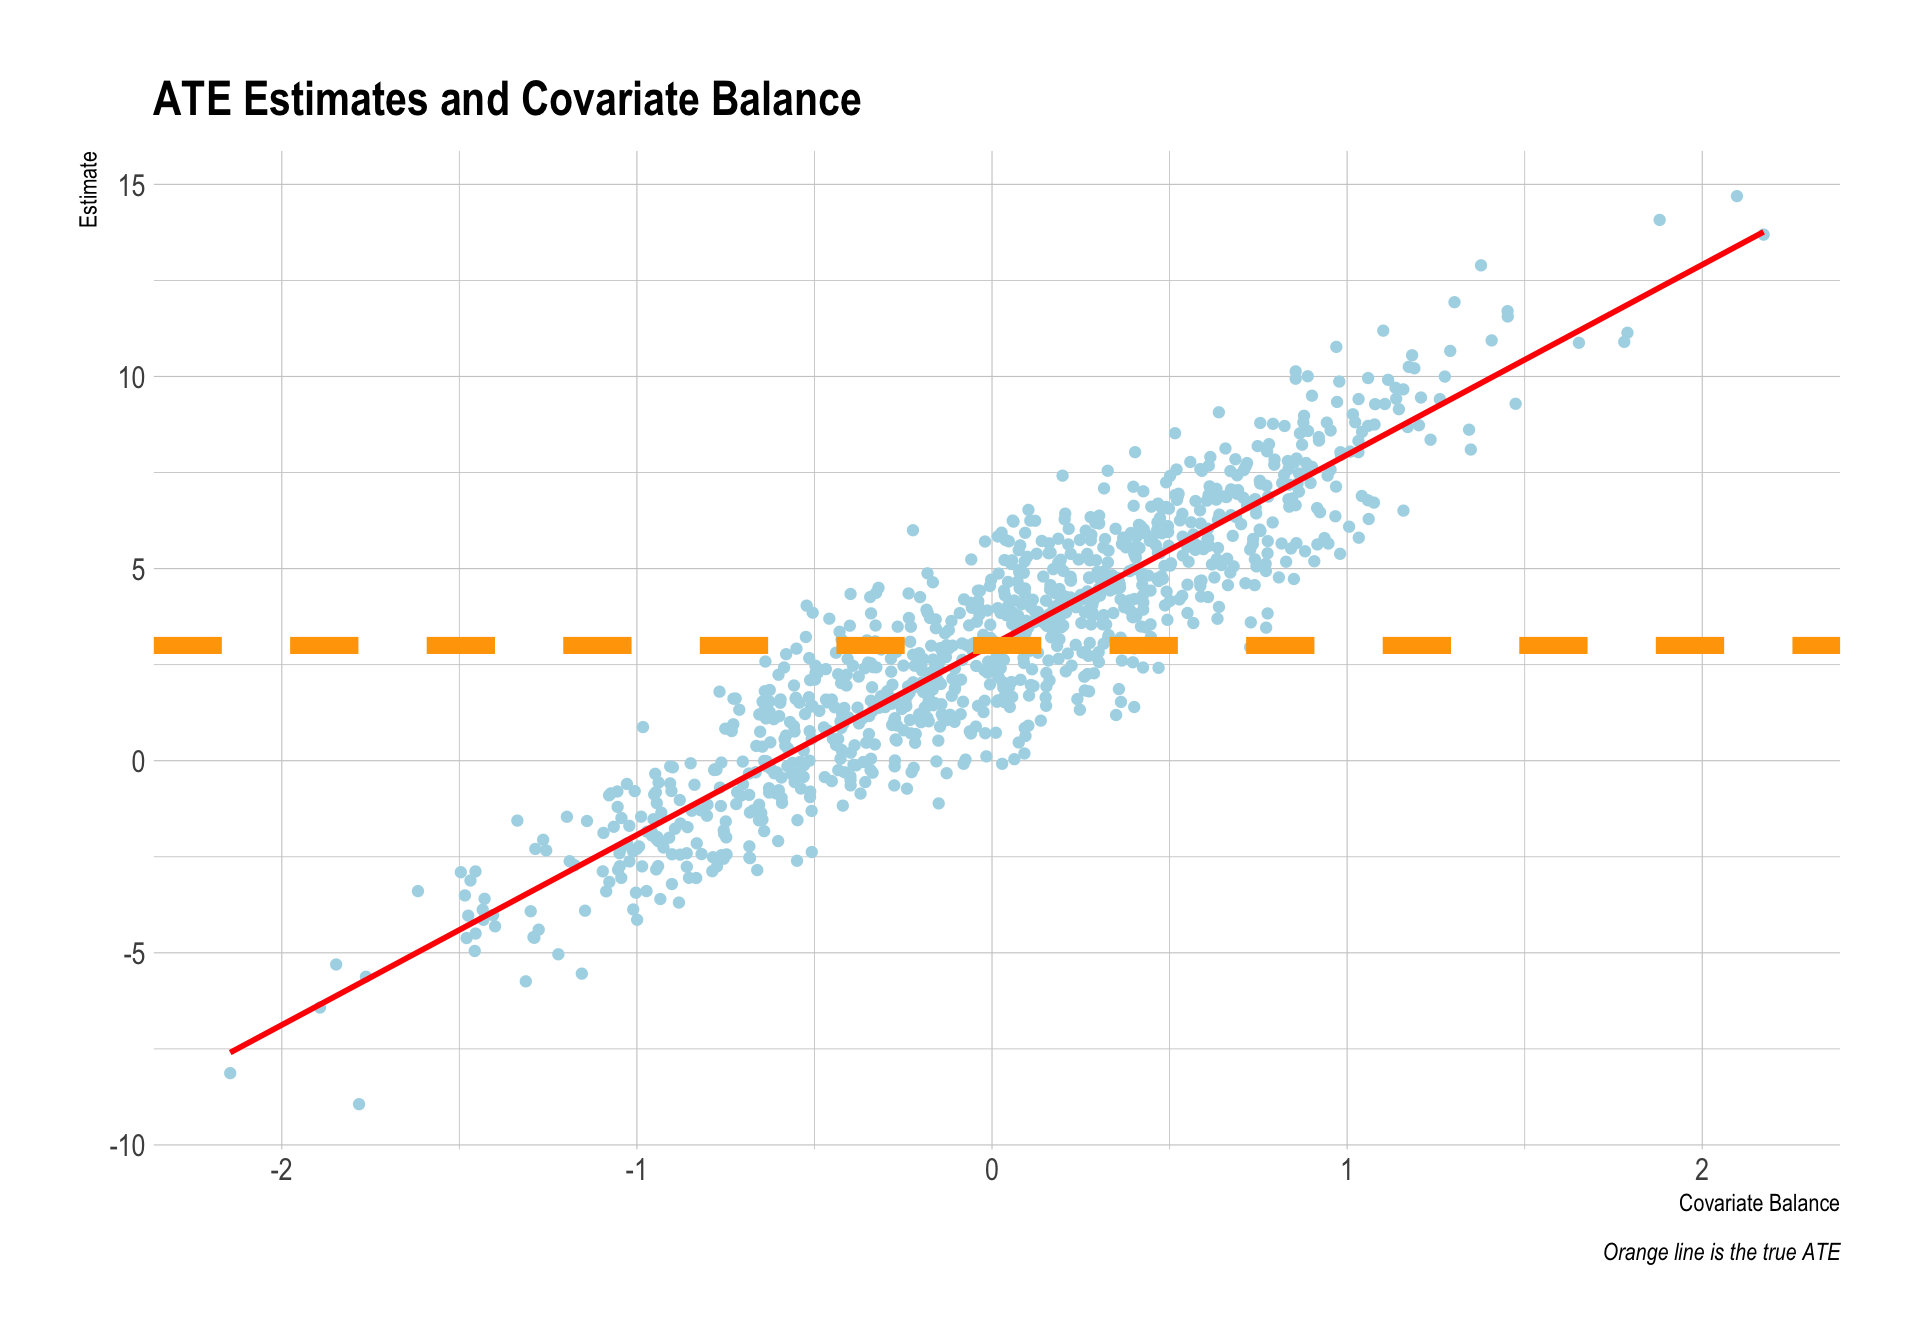 ATE Estimates and Covariate Balance
Estimate
15
10
5
0
-5
-10
-2
-1
0
1
2
Covariate Balance
Orange line is the true ATE